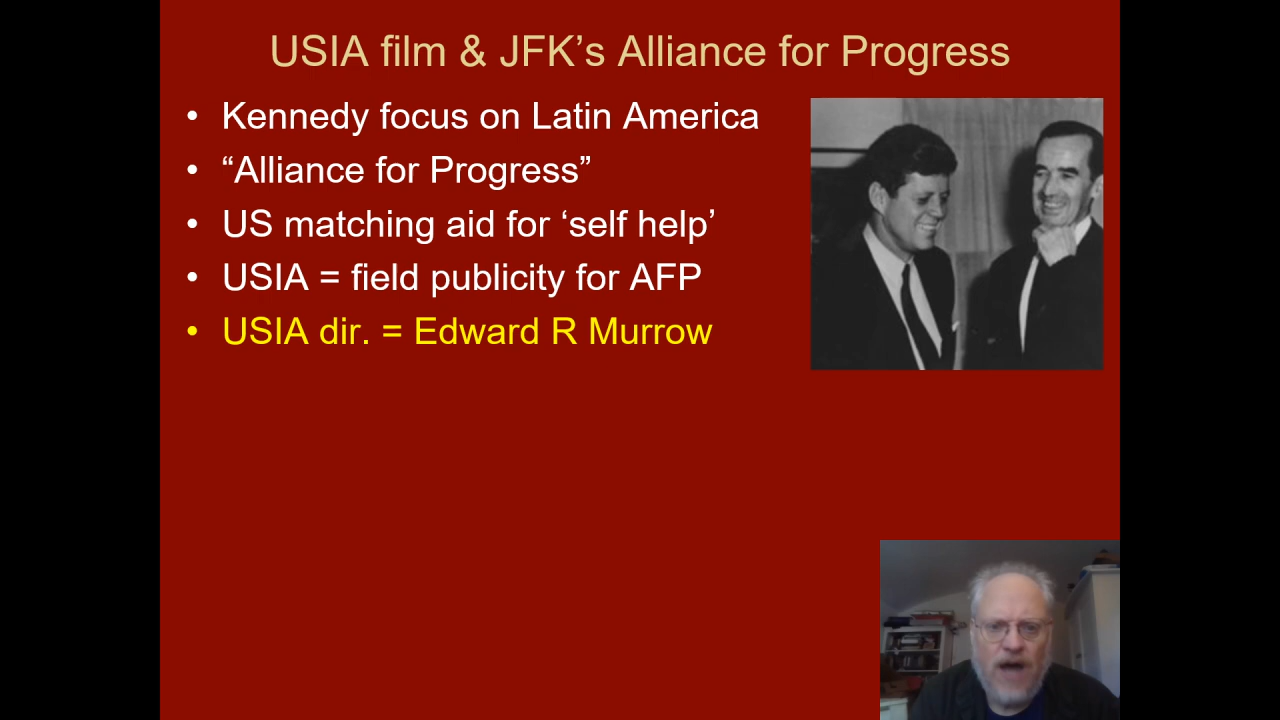 USIA film & JFK’s Alliance for Progress
• Kennedy focus on Latin America
• “Alliance for Progress”
• US matching aid for ‘self help’
• USIA = field publicity for AFP
• USIA dir. = Edward R Murrow